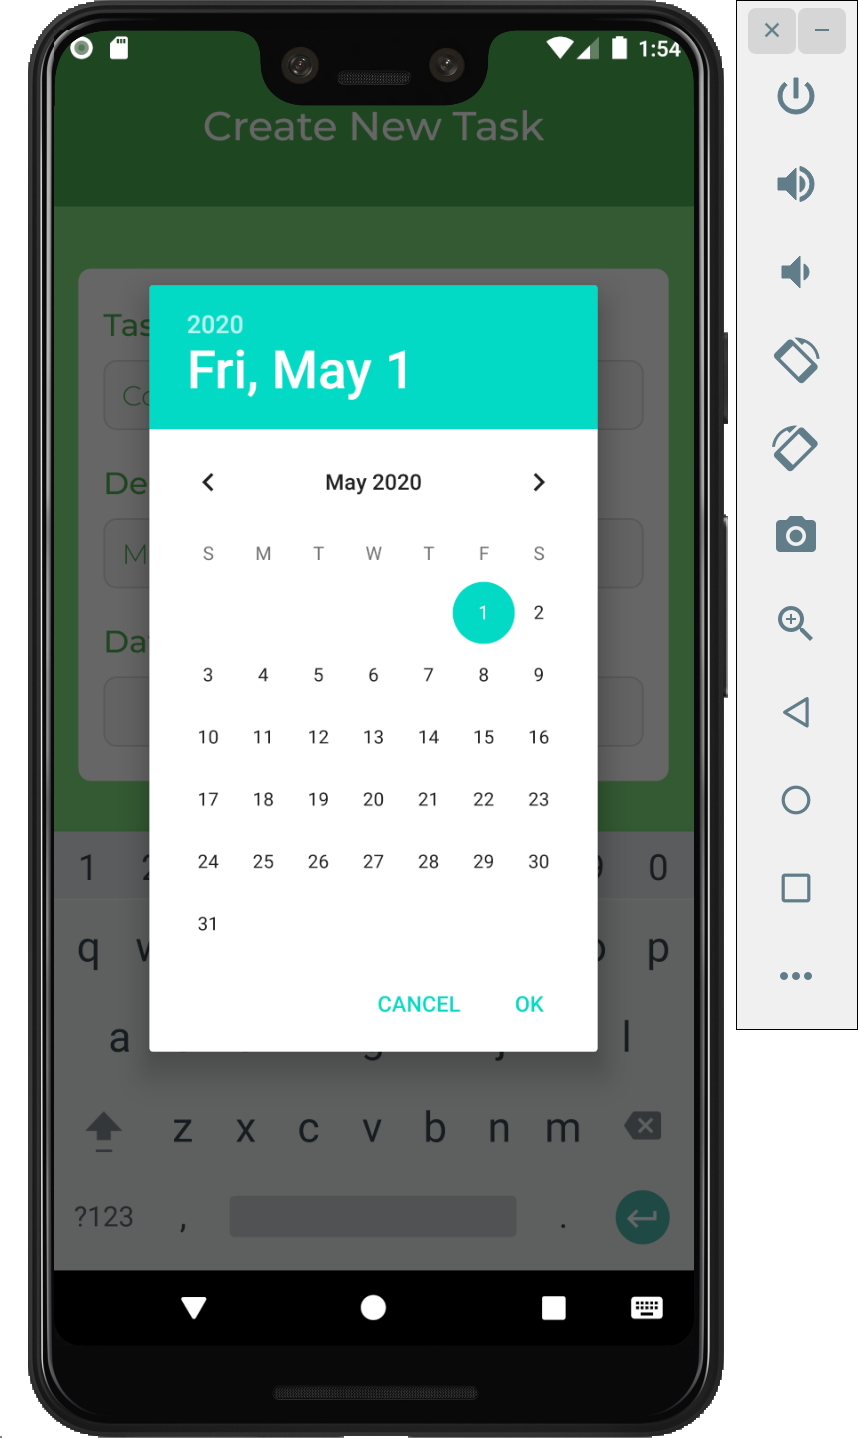 1:54
Create New Task
Tas
Co
De
M
Da
2020
Fri, May 1
May 2020
S M T W T F S
1 2
3 4 5 6 7 8 9
10 11 12 13 14 15 16
17 18 19 20 21 22 23
24 25 26 27 28 29 30
31
CANCEL OK
1 2 9 0
q w o p
a g j l
z x c v b n m
?123 , .